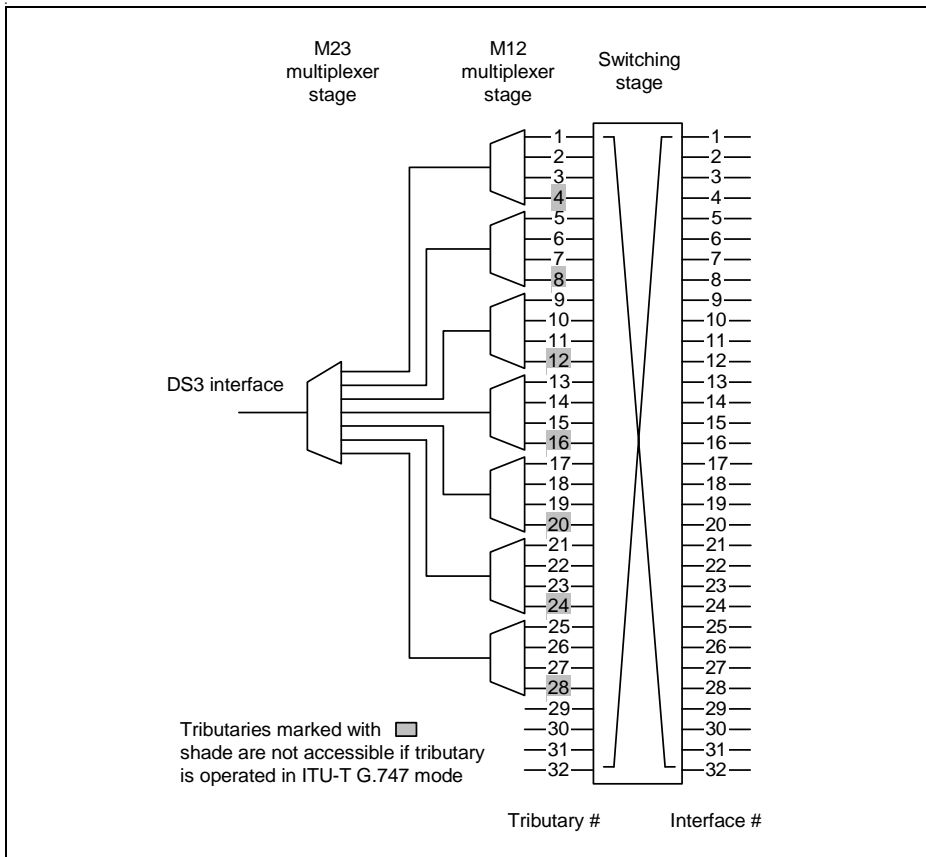 M23
multiplexer
stage
M12
multiplexer
stage
Switching
stage
1 1
2 2
3 3
4 4
5 5
6 6
7 7
8 8
9 9
10 10
11 11
12 12
DS3 interface
13 13
14 14
15 15
16 16
17 17
18 18
19 19
20 20
21 21
22 22
23 23
24 24
25 25
26 26
27 27
28 28
29 29
30 30
31 31
32 32
Tributaries marked with
shade are not accessible if tributary
is operated in ITU-T G.747 mode
Tributary # Interface #